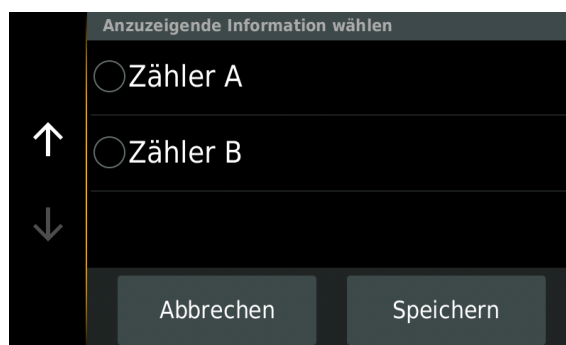 Anzuzeigende Information wählen
Zähler A
Zähler B
Abbrechen
Speichern